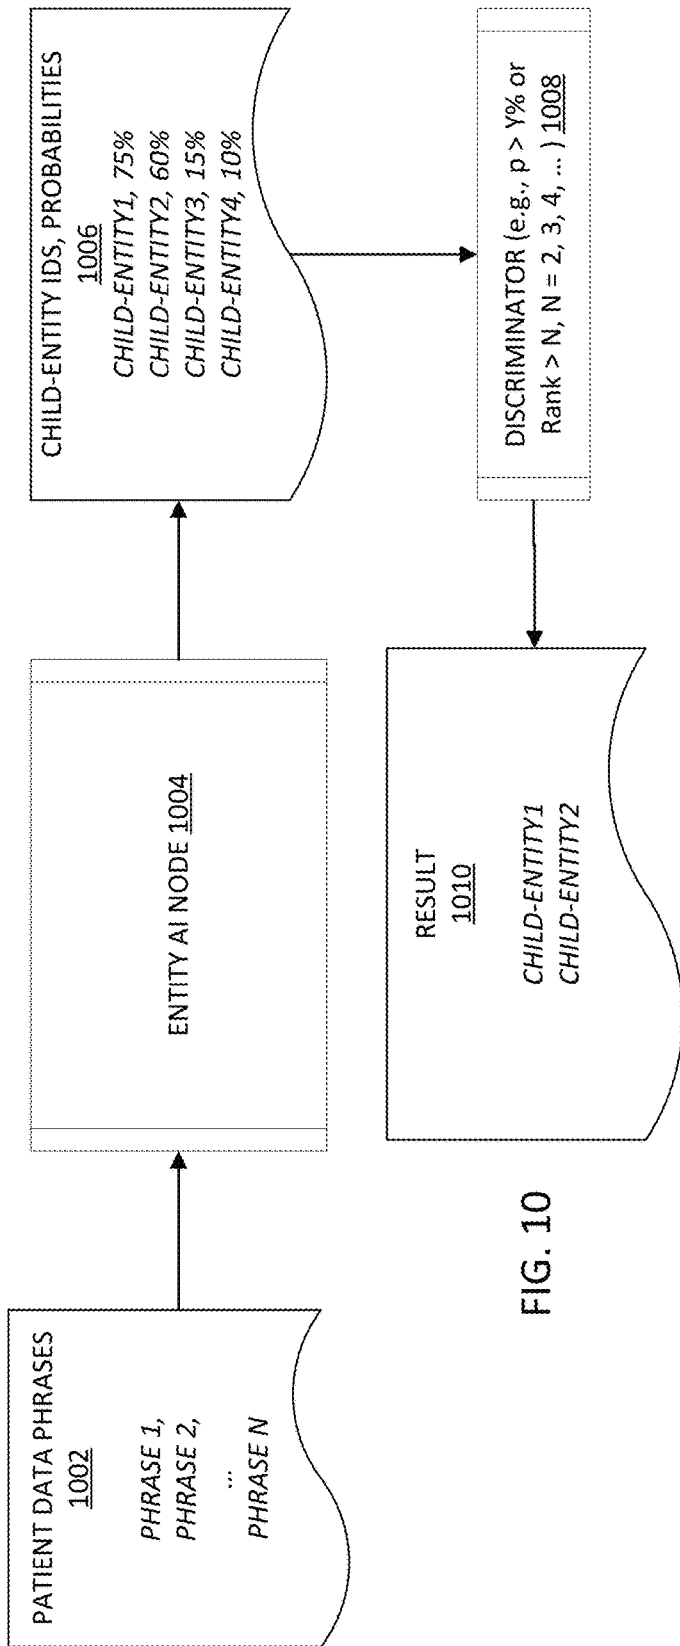 PATIENT DATA PHRASES
1002
PHRASE 1,
PHRASE 2,
...
PHRASE N
ENTITY AI NODE 1004
CHILD-ENTITY IDS, PROBABILITIES
1006
CHILD-ENTITY1, 75%
CHILD-ENTITY2, 60%
CHILD-ENTITY3, 15%
CHILD-ENTITY4, 10%
DISCRIMINATOR (e.g., p > Y% or
Rank > N, N = 2, 3, 4, ... ) 1008
RESULT
1010
CHILD-ENTITY1
CHILD-ENTITY2
FIG. 10